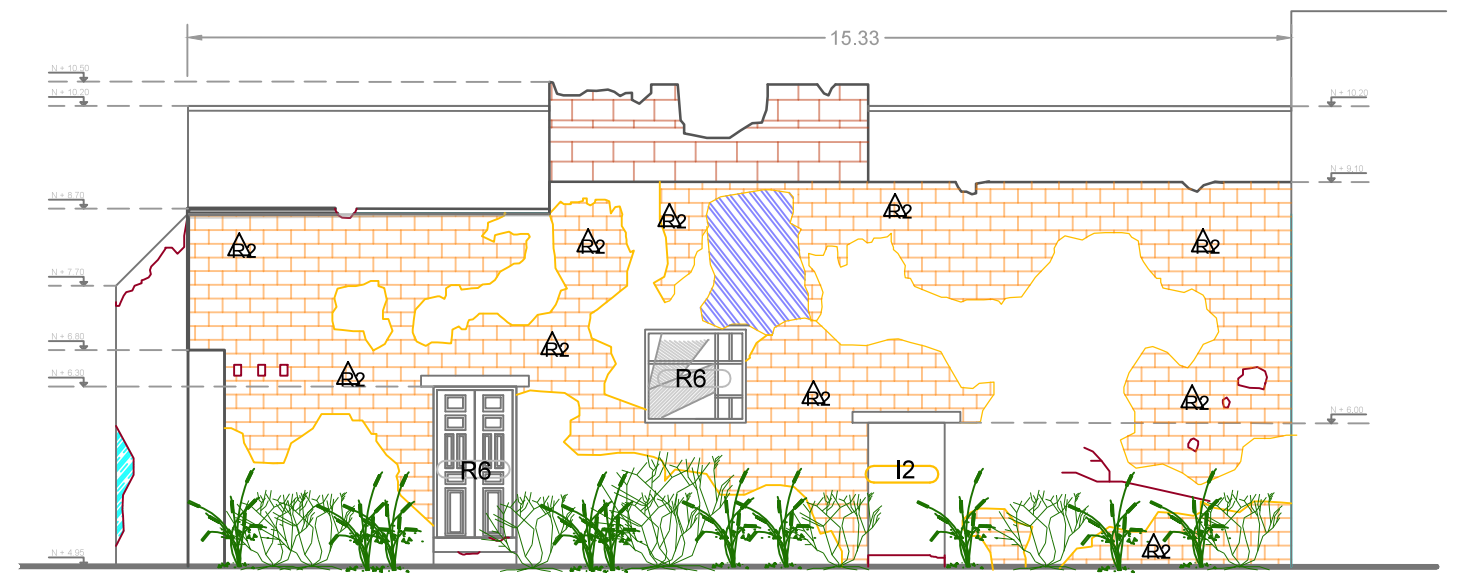 15.33
N + 10.50
N + 10.20
N + 10.20
N + 9.10
N + 8.70
R2
R2
R2
R2
R2
N + 7.70
N + 6.80
R2
N + 6.30
R2
R6
R2
R2
N + 6.00
R6
I2
R2
N + 4.95